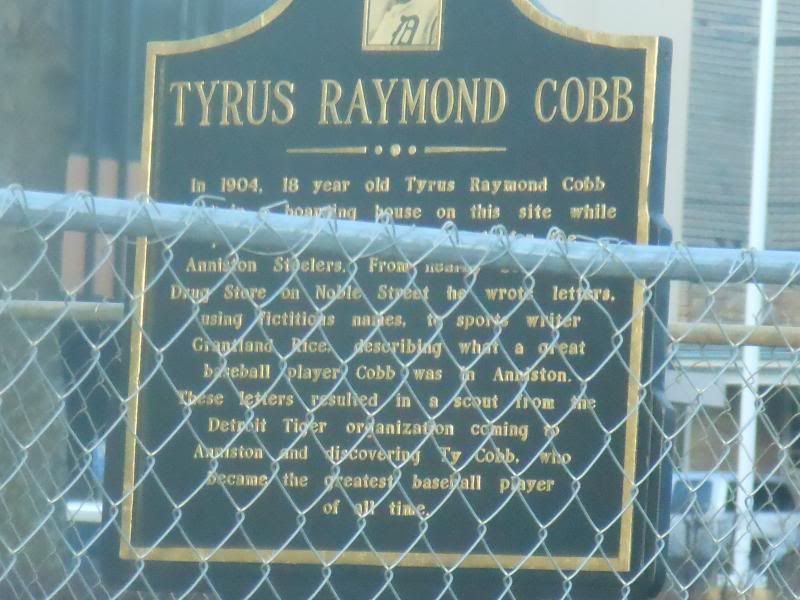 D
TYRUS RAYMOND COBB
In 1904, 18 year old Tyrus Raymond Cobb
boarding house on this site while
Anniston Steelers. From nearby
Drug Store on Noble Street he wrote letters,
using fictitious names, to sports writer
Grantland Rice, describing what a great
baseball player Cobb was in Anniston.
These letters resulted in a scout from the
Detroit Tiger organization coming to
Anniston and discovering Ty Cobb, who
became the greatest baseball player
of all time.